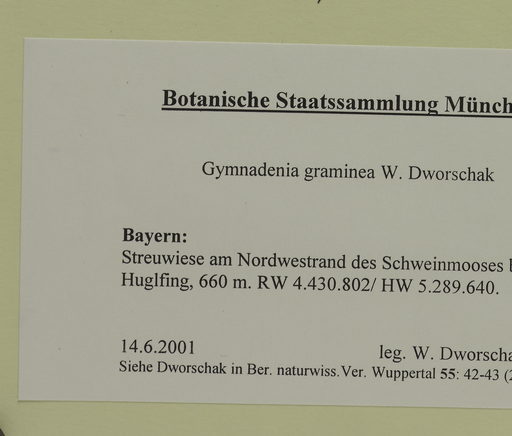 Botanische Staatssammlung Münch
Gymnadenia graminea W. Dworschak
Bayern:
Streuwiese am Nordwestrand des Schweinmooses
Huglfing, 660 m. RW 4.430.802/ HW 5.289.640.
14.6.2001 leg. W. Dworscha
Siehe Dworschak in Ber. naturwiss.Ver. Wuppertal 55: 42-43 (2